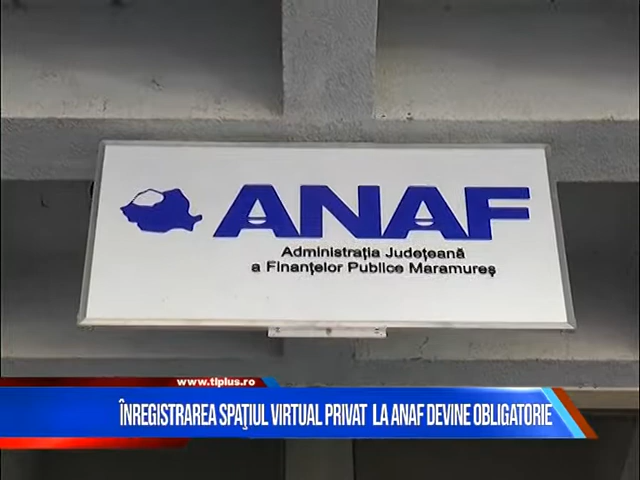 ANAF
Administrația Județeană
a Finanțelor Publice Maramureș
www.tlplus.ro
ÎNREGISTRAREA SPAŢIUL VIRTUAL PRIVAT LA ANAF DEVINE OBLIGATORIE